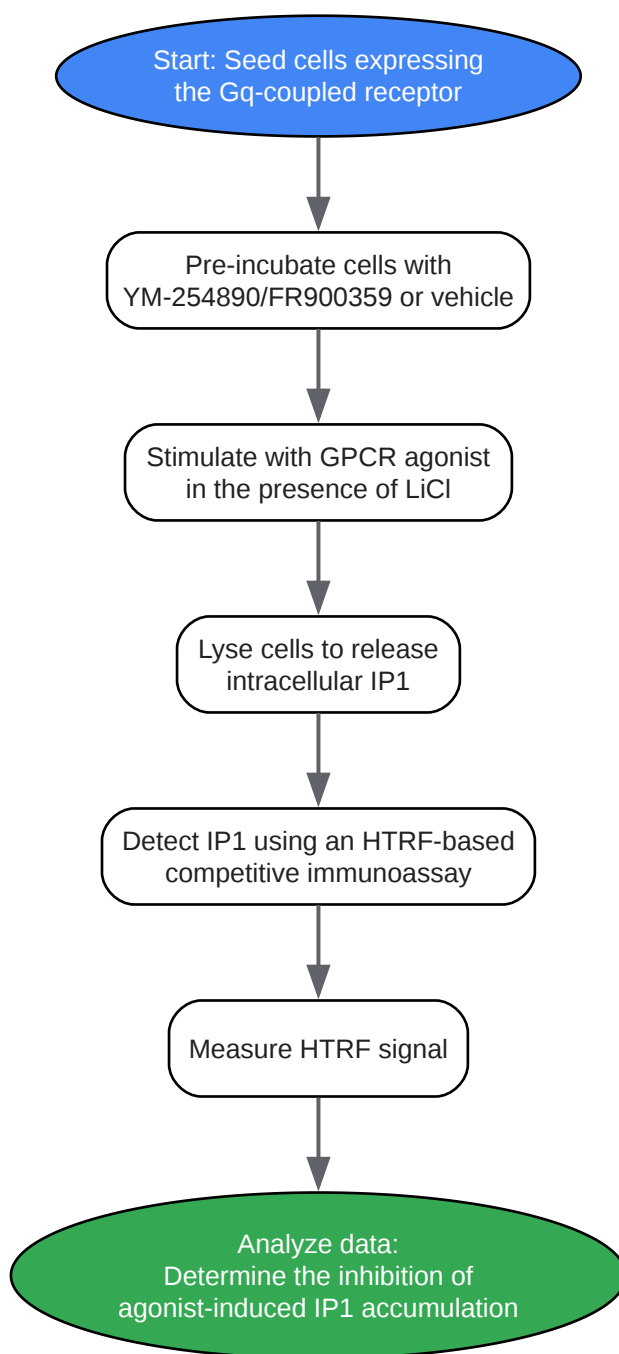 Start: Seed cells expressing
the Gq-coupled receptor
Pre-incubate cells with
YM-254890/FR900359 or vehicle
Stimulate with GPCR agonist
in the presence of LiCl
Lyse cells to release
intracellular IP1
Detect IP1 using an HTRF-based
competitive immunoassay
Measure HTRF signal
Analyze data:
Determine the inhibition of
agonist-induced IP1 accumulation